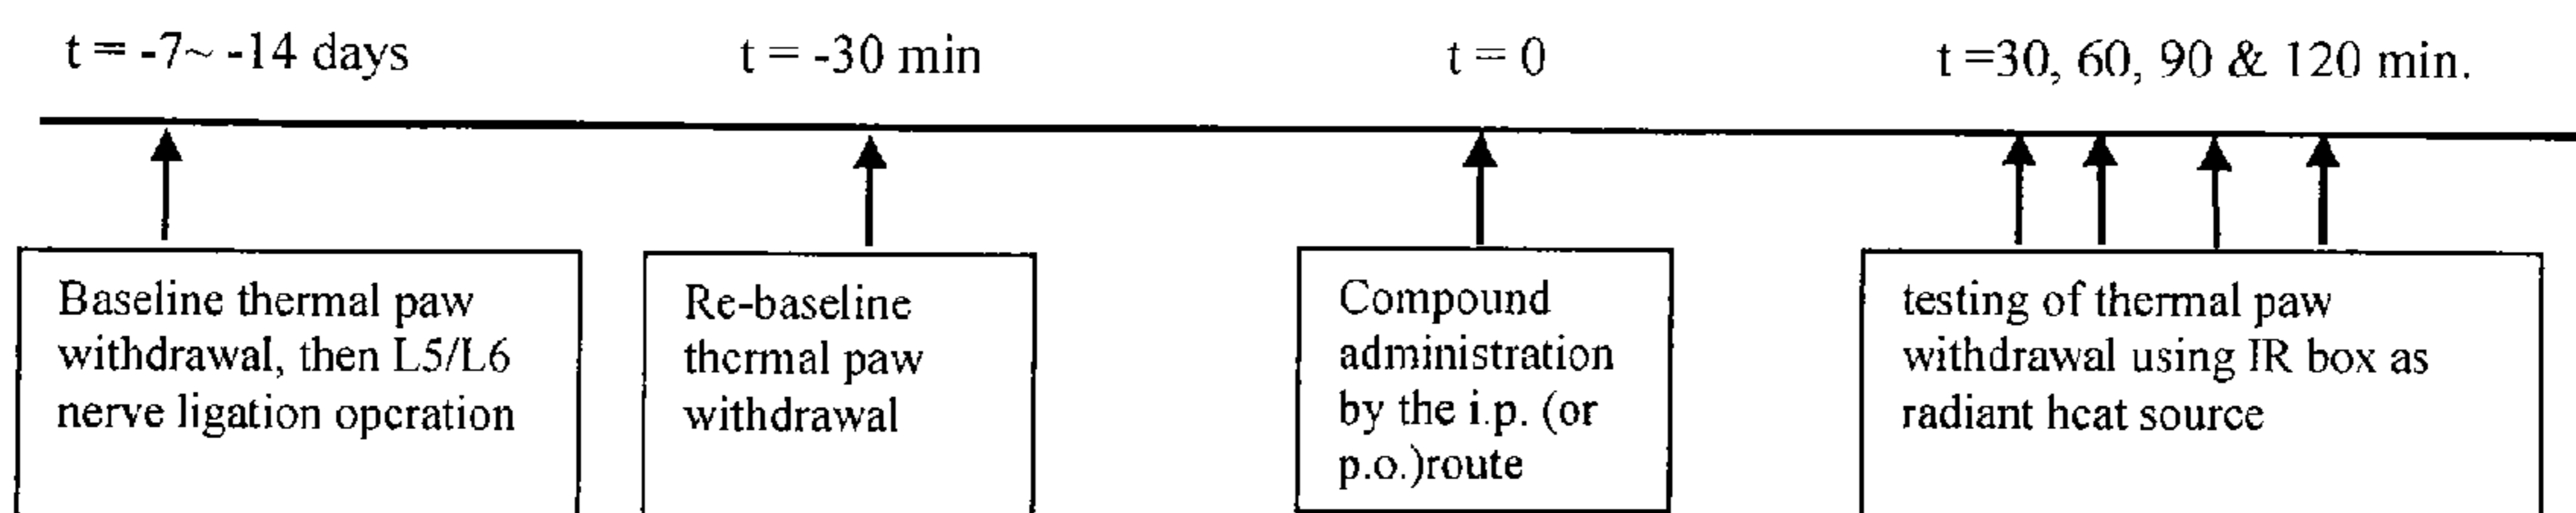 t = -7~ -14 days
t = -30 min
t = 0
t =30, 60, 90 & 120 min.
Baseline thermal paw
withdrawal, then L5/L6
nerve ligation operation
Re-baseline
thermal paw
withdrawal
Compound
administration
by the i.p. (or
p.o.)route
testing of thermal paw
withdrawal using IR box as
radiant heat source